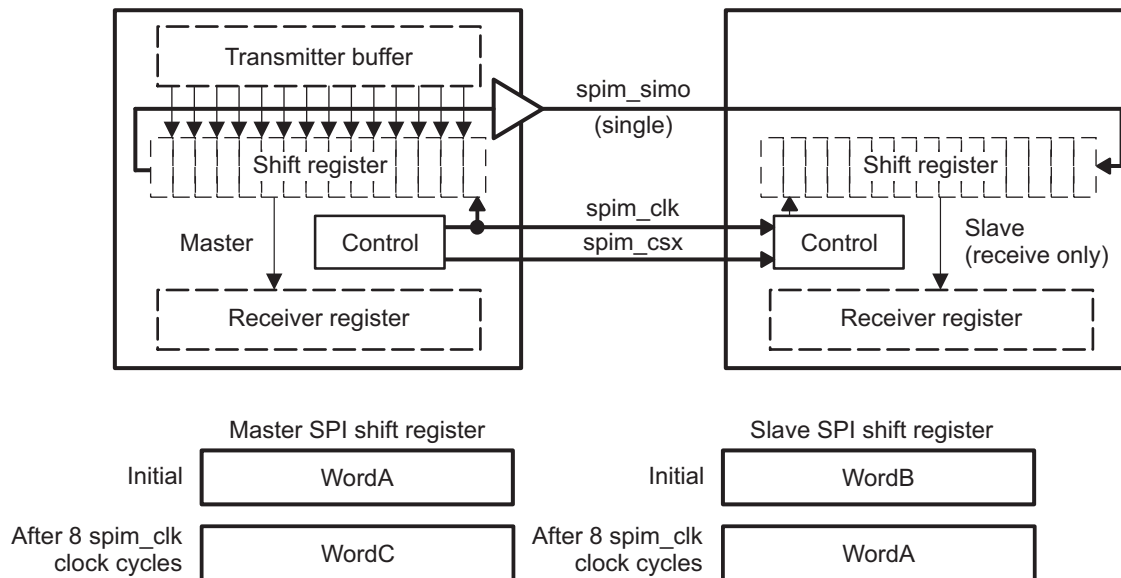 Transmitter buffer
spim_simo
(single)
Shift register
Shift register
spim_clk
Master
Control
spim_csx
Control
Slave
(receive only)
Receiver register
Receiver register
Master SPI shift register
Slave SPI shift register
Initial
WordA
Initial
WordB
After 8 spim_clk
clock cycles
WordC
After 8 spim_clk
clock cycles
WordA